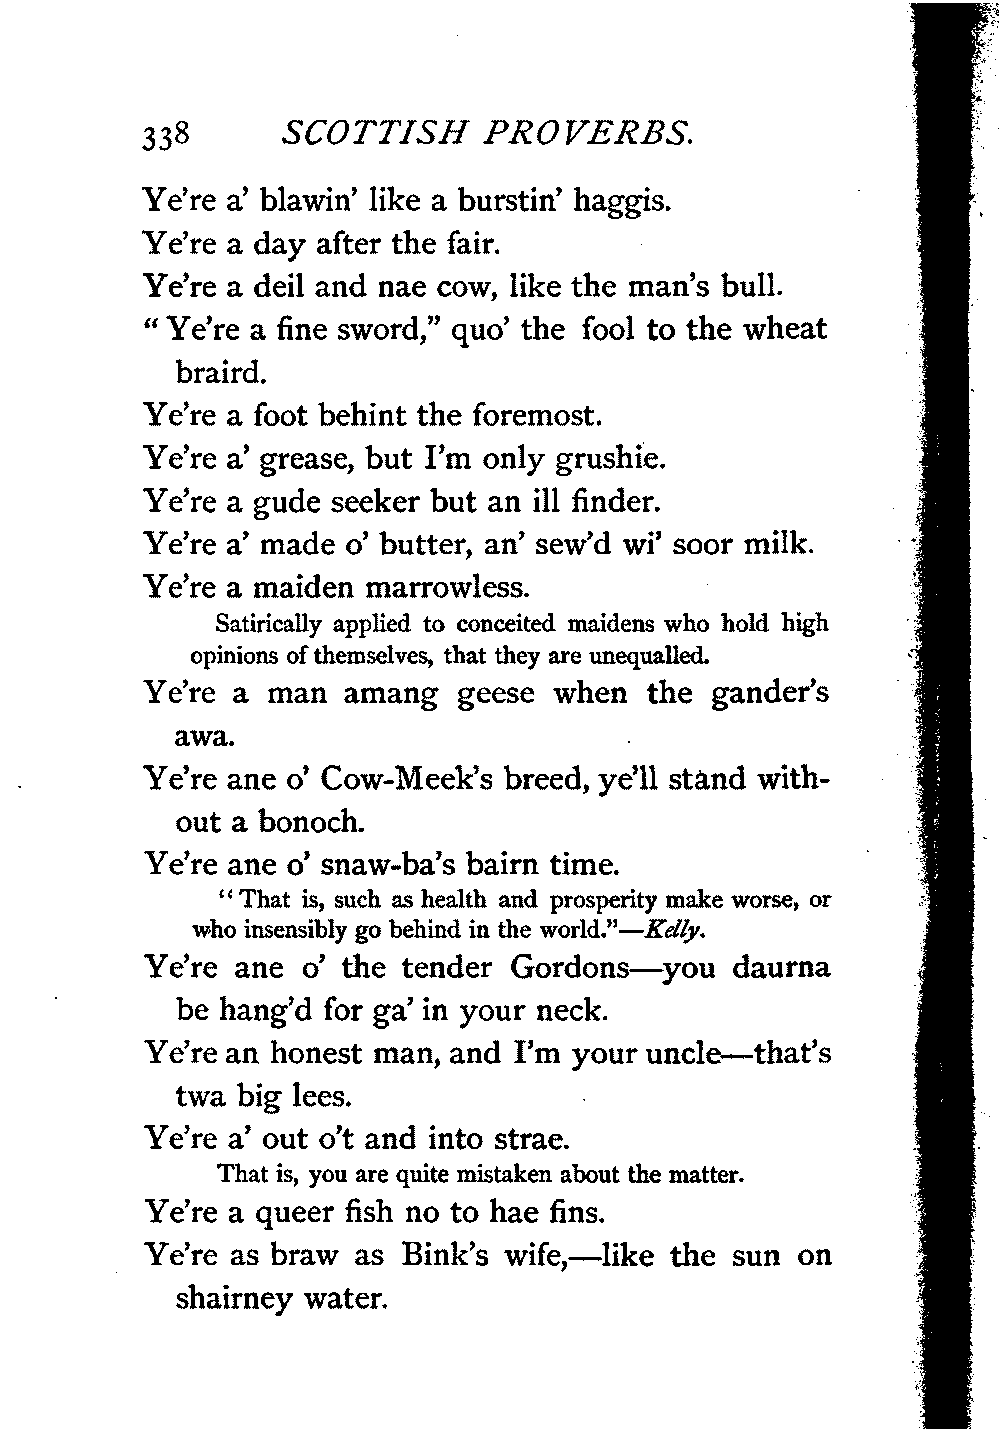 338 SCOTTISH PROVERBS.
Ye're a' blawin' like a burstin' haggis.
Ye're a day after the fair.
Ye're a deil and nae cow, like the man's bull.
“Ye're a fine sword,” quo' the fool to the wheat
braird.
Ye're a foot behint the foremost.
Ye're a' grease, but I'm only grushie.
Ye're a gude seeker but an ill finder.
Ye're a' made o' butter, an' sew'd wi' soor milk.
Ye're a maiden marrowless.
Satirically applied to conceited maidens who hold high
opinions of themselves, that they are unequalled.
Ye're a man amang geese when the gander's
awa.
Ye're ane o' Cow-Meek's breed, ye'll stand with-
out a bonoch.
Ye're ane o' snaw-ba's bairn time.
“That is, such as health and prosperity make worse, or
who insensibly go behind in the world.”—Kelly.
Ye're ane o' the tender Gordons—you daurna
be hang'd for ga' in your neck.
Ye're an honest man, and I'm your uncle—that's
twa big lees.
Ye're a' out o't and into strae.
That is, you are quite mistaken about the matter.
Ye're a queer fish no to hae fins.
Ye're as braw as Bink's wife,—like the sun on
shairney water.